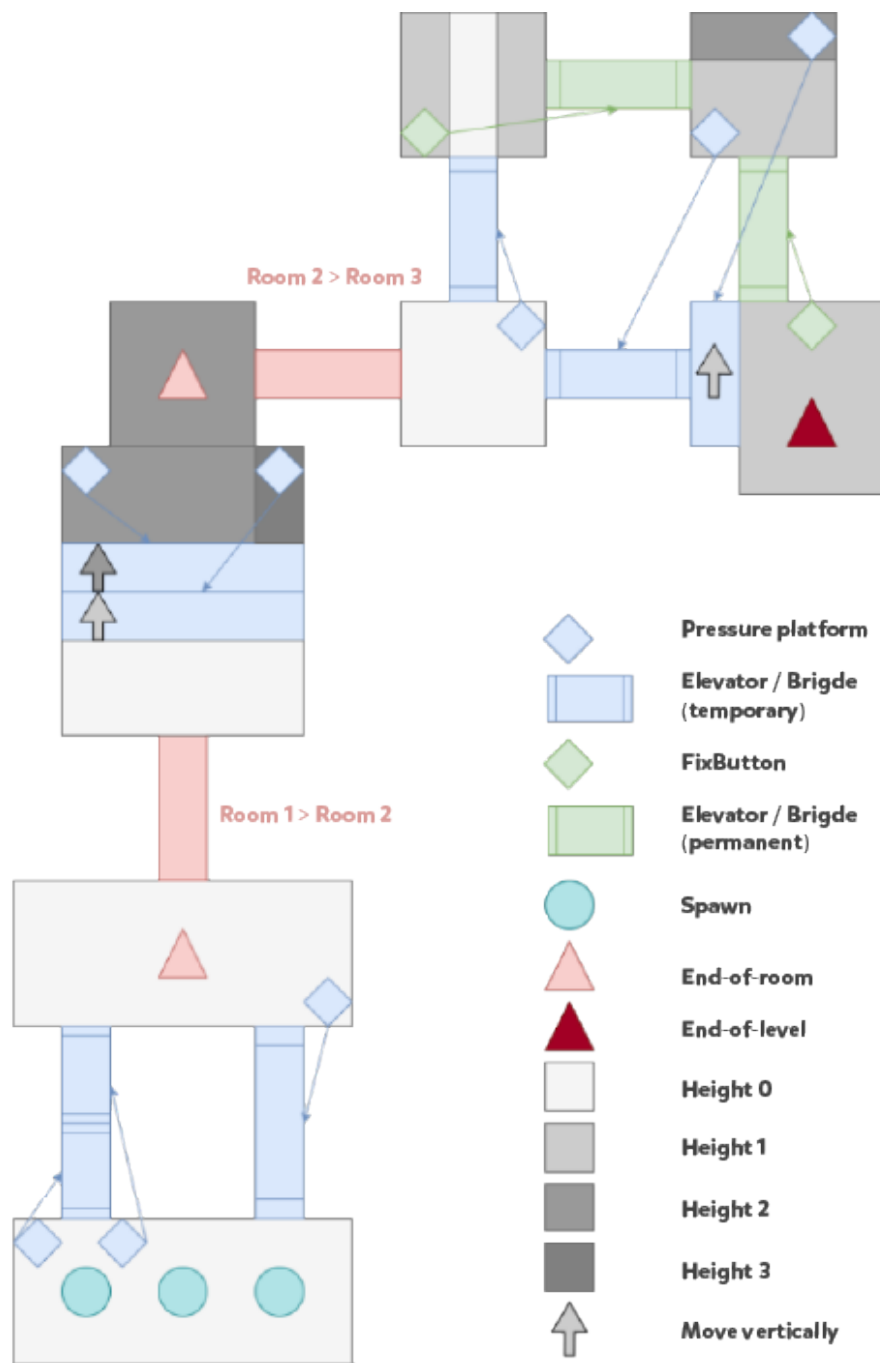 Room 2 > Room 3
Room 1 > Room 2
Pressure platform
Elevator / Brigde
(temporary)
FixButton
Elevator / Brigde
(permanent)
Spawn
End-of-room
End-of-level
Height 0
Height 1
Height 2
Height 3
Move vertically